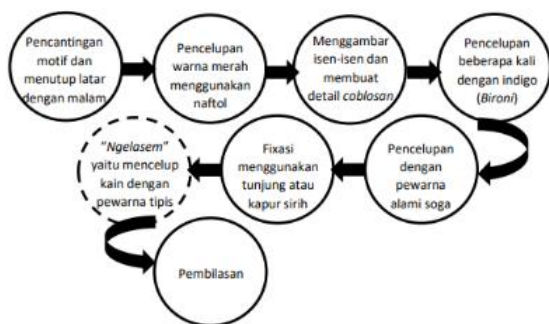 Pencantingan
motif dan
menutup latar
dengan malam
Pencelupan
warna merah
menggunakan
naftol
Menggambar
isen-isen dan
membuat
detail coblosan
Pencelupan
beberapa kali
dengan indigo
(Bironi)
Pencelupan
dengan
pewarna
alami soga
Fixasi
menggunakan
tunjung atau
kapur sirih
"Ngelasem"
yaitu mencelup
kain dengan
pewarna tipis
Pembilasan